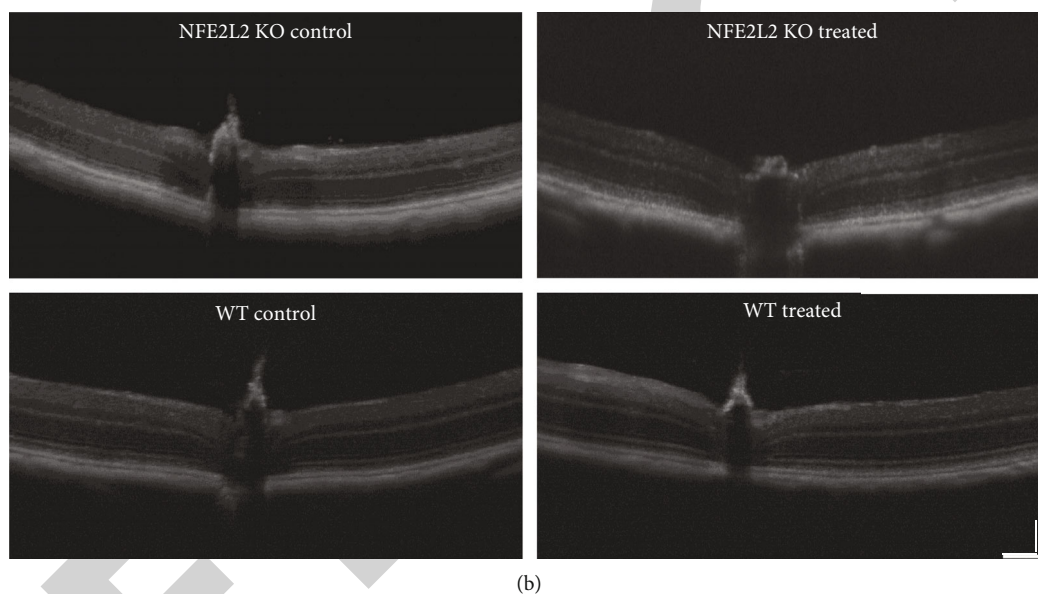 NFE2L2 KO control
NFE2L2 KO treated
WT control
WT treated
(b)